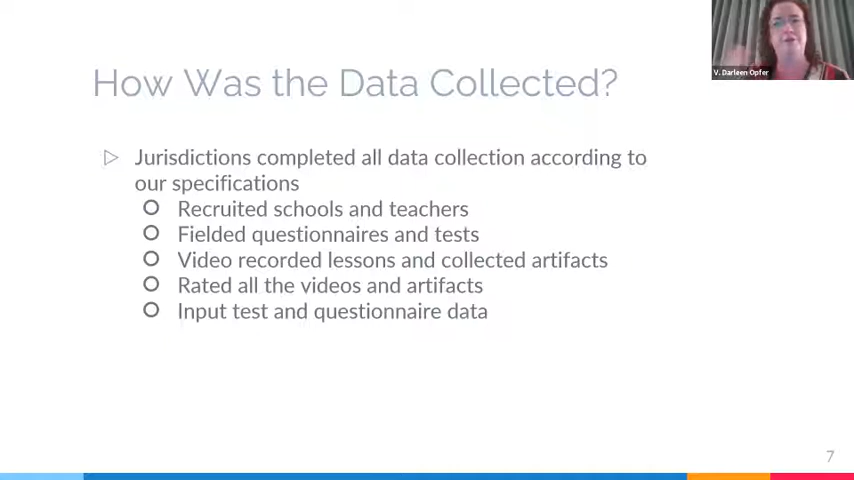 How Was the Data Collected?
V. Darleen Opfer
▷ Jurisdictions completed all data collection according to
our specifications
○ Recruited schools and teachers
○ Fielded questionnaires and tests
○ Video recorded lessons and collected artifacts
○ Rated all the videos and artifacts
○ Input test and questionnaire data
7